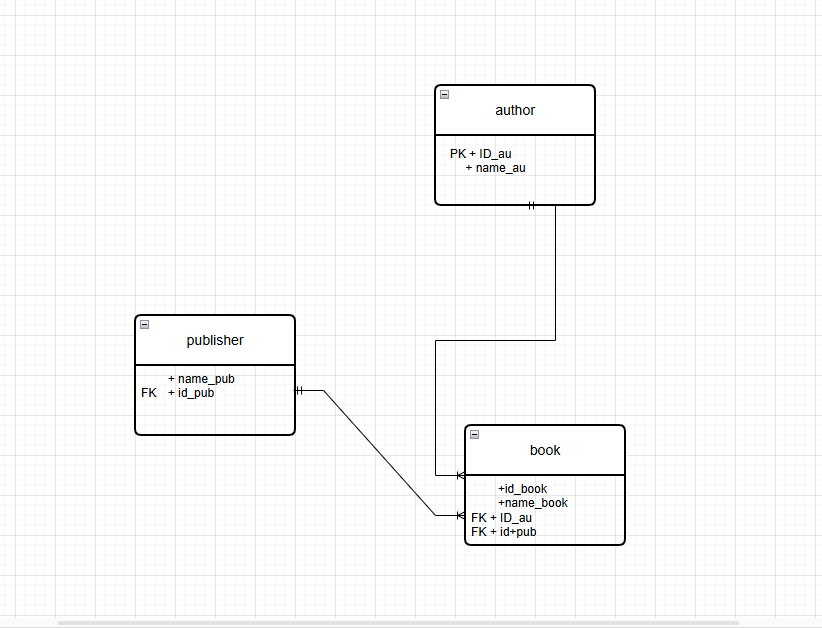 author
PK + ID_au
+ name_au
publisher
+ name_pub
FK + id_pub
book
+id_book
+name_book
FK + ID_au
FK + id+pub